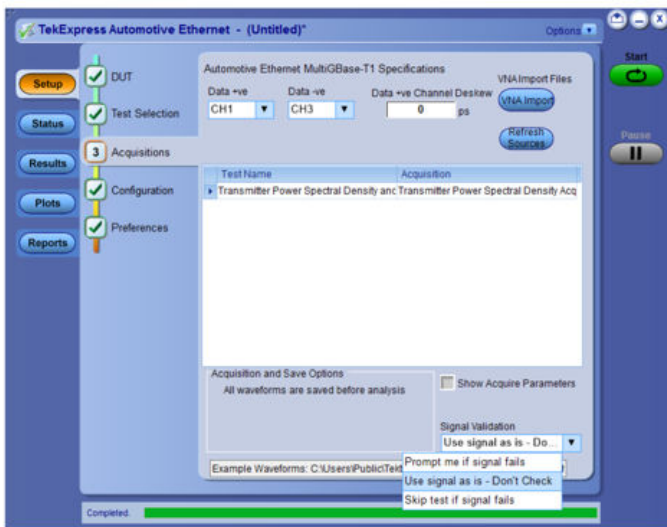 TekExpress Automotive Ethernet - (Untitled)*
Options
Start
Pause
Setup
Status
Results
Plots
Reports
DUT
Test Selection
3 Acquisitions
Configuration
Preferences
Automotive Ethernet MultiGBase-T1 Specifications
Data +ve
Data -ve
Data +ve Channel Deskew
CH1
CH3
0
ps
VNA Import Files
VNA Import
Refresh
Sources
Test Name
Acquisition
Transmitter Power Spectral Density anc
Transmitter Power Spectral Density Acq
Acquisition and Save Options
All waveforms are saved before analysis
Show Acquire Parameters
Signal Validation
Use signal as is - Do...
Prompt me if signal fails
Use signal as is - Don't Check
Skip test if signal fails
Example Waveforms: C:\Users\Public\Tekt
Completed.